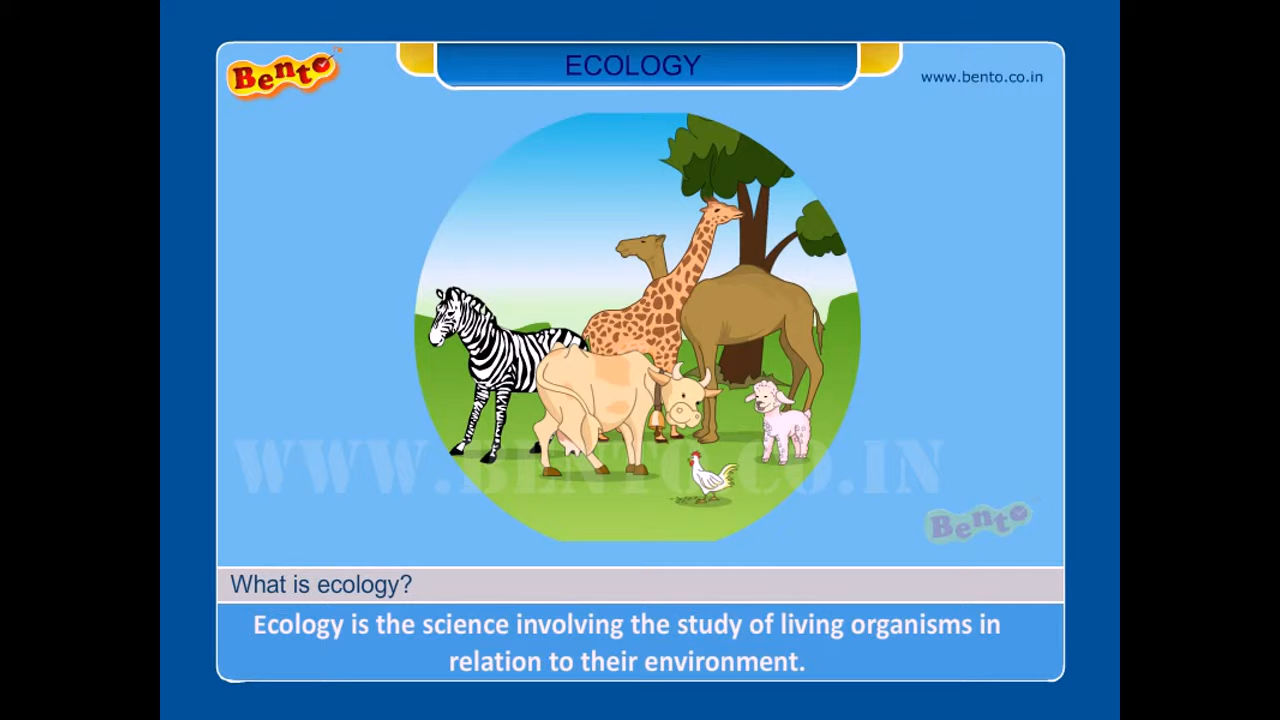 Bento™
ECOLOGY
www.bento.co.in
WWW.BENTO.CO.IN
Bento
What is ecology?
Ecology is the science involving the study of living organisms in
relation to their environment.